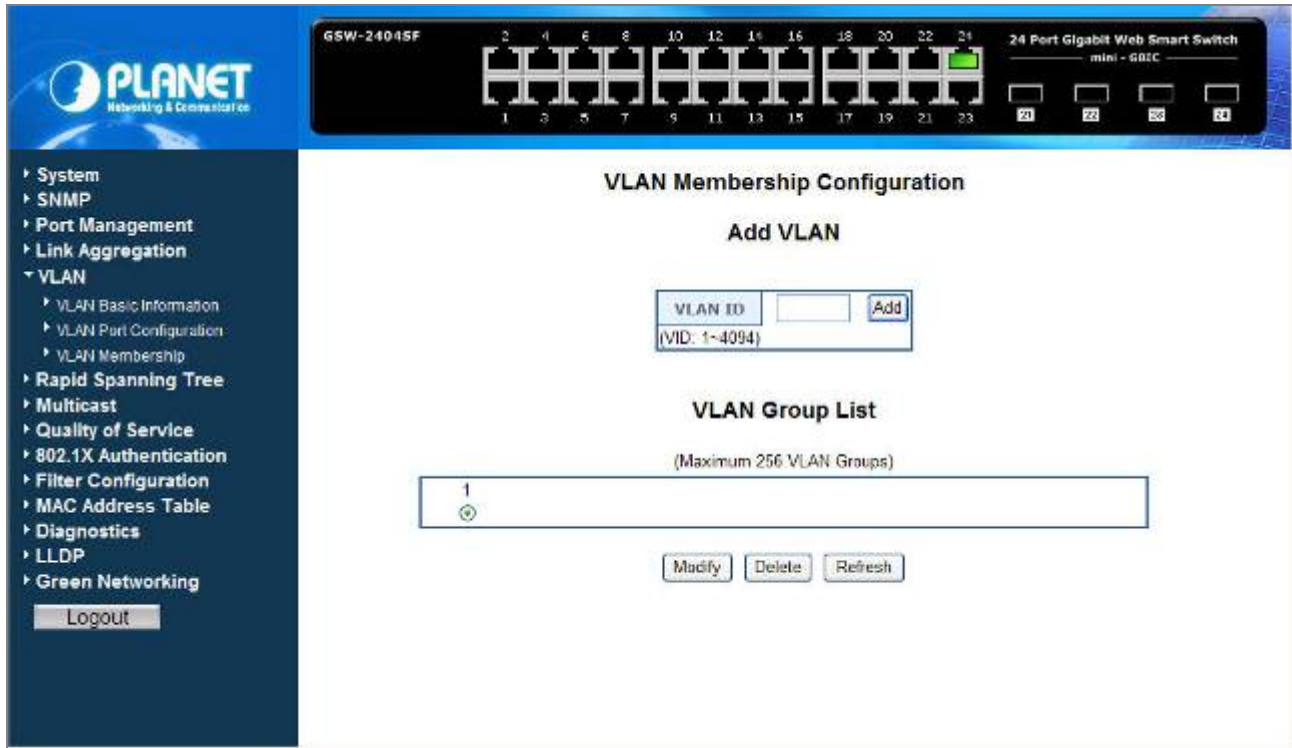 PLANET
Networking & Communication
GSW-2404SF
2 4 6 8 10 12 14 16 18 20 22 24
1 3 5 7 9 11 13 15 17 19 21 23
24 Port Gigabit Web Smart Switch
mini - GBIC
21 22 23 24
System
SNMP
Port Management
Link Aggregation
VLAN
VLAN Basic Information
VLAN Port Configuration
VLAN Membership
Rapid Spanning Tree
Multicast
Quality of Service
802.1X Authentication
Filter Configuration
MAC Address Table
Diagnostics
LLDP
Green Networking
Logout
VLAN Membership Configuration
Add VLAN
VLAN ID Add
(VID: 1~4094)
VLAN Group List
(Maximum 256 VLAN Groups)
1
Modify Delete Refresh